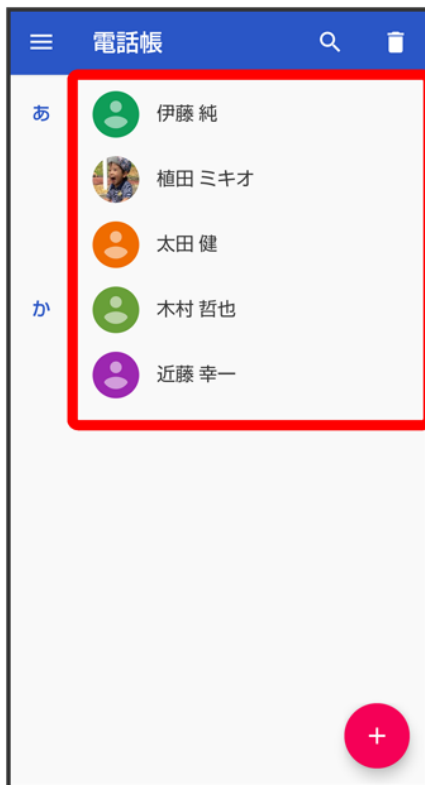 電話帳
あ
伊藤 純
植田 ミキオ
太田 健
か
木村 哲也
近藤 幸一